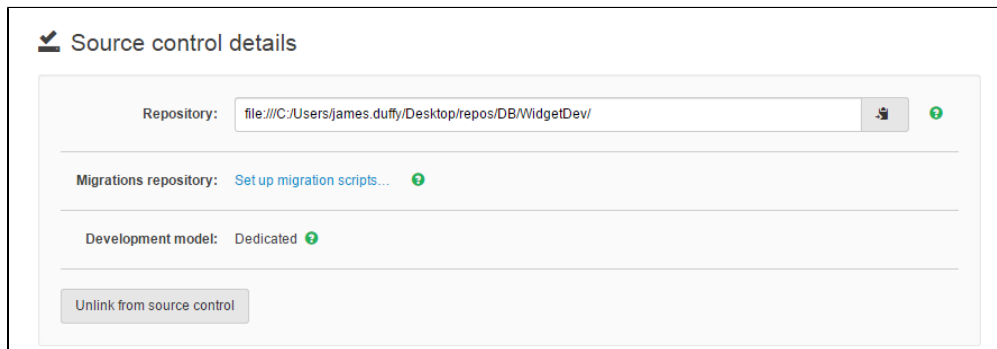 Source control details
Repository: file:///C:/Users/james.duffy/Desktop/repos/DB/WidgetDev/
Migrations repository: Set up migration scripts...
Development model: Dedicated
Unlink from source control